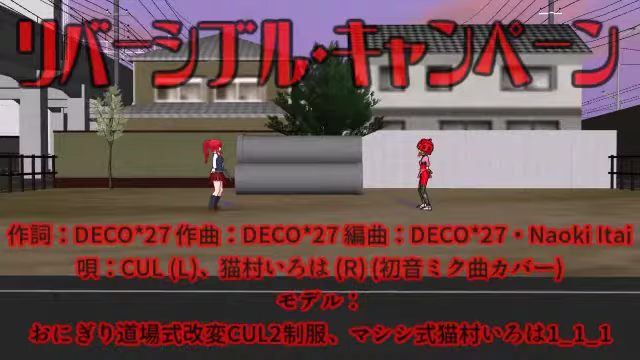 リバーシブル・キャンペーン
作詞：DECO*27 作曲：DECO*27 編曲：DECO*27・Naoki Itai
唄：CUL (L)、猫村いろは (R) (初音ミク曲カバー)
モデル：
おにぎり道場式改変CUL2制服、マシシ式猫村いろは1_1_1